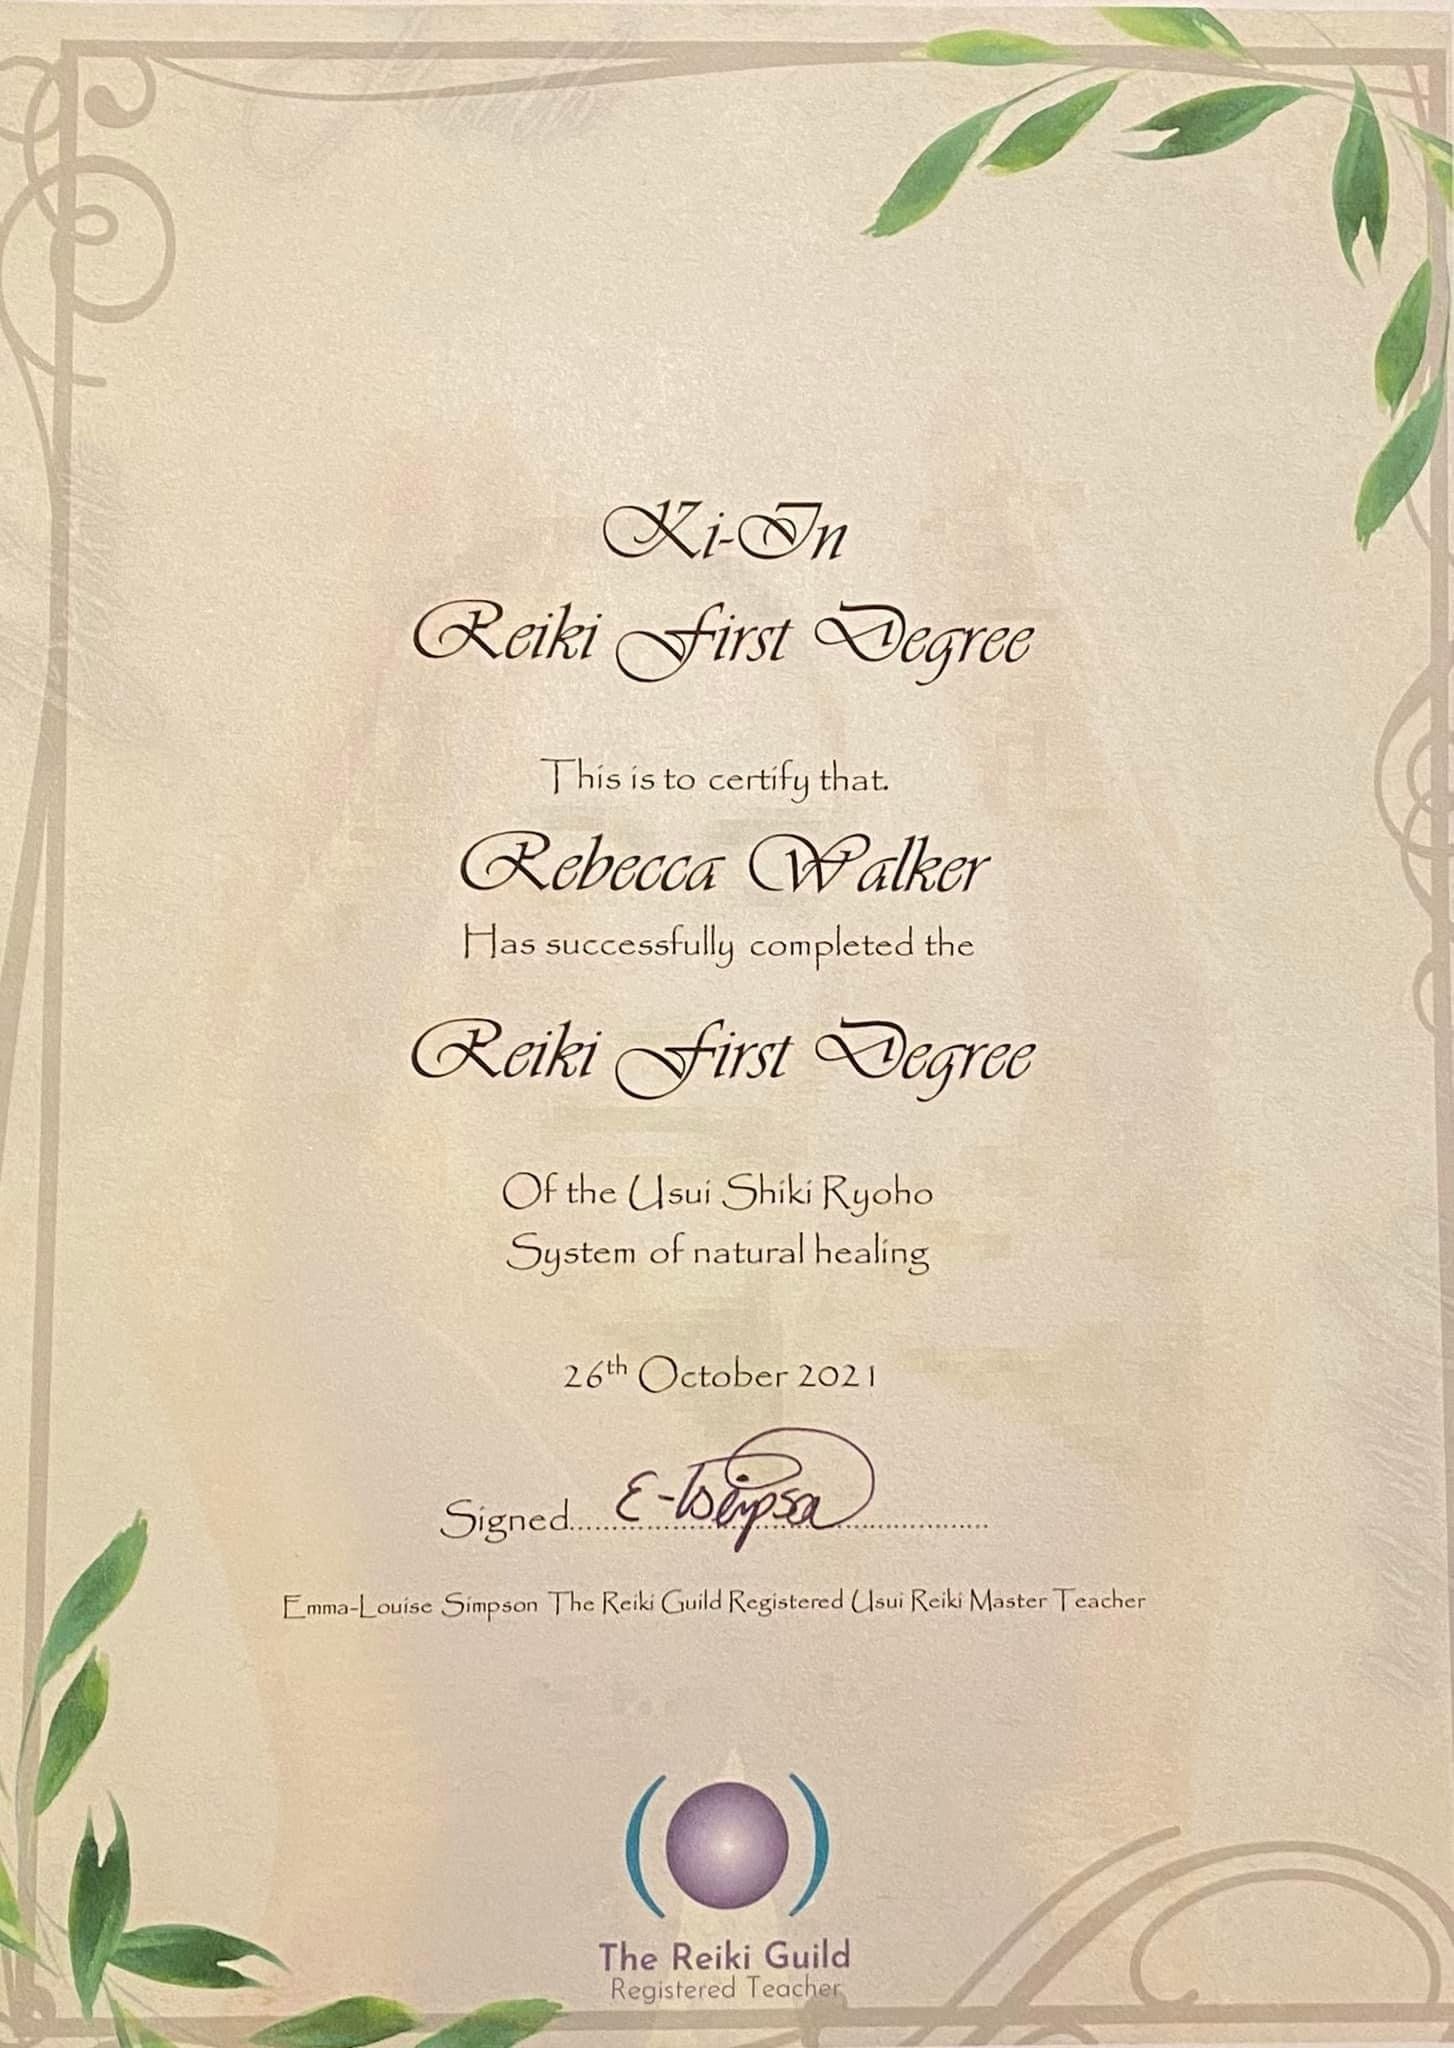 Ki-In
Reiki First Degree
This is to certify that.
Rebecca Walker
Has successfully completed the
Reiki First Degree
Of the Usui Shiki Ryoho
System of natural healing
26th October 2021
Signed.....................................................
Emma-Louise Simpson The Reiki Guild Registered Usui Reiki Master Teacher
The Reiki Guild
Registered Teacher